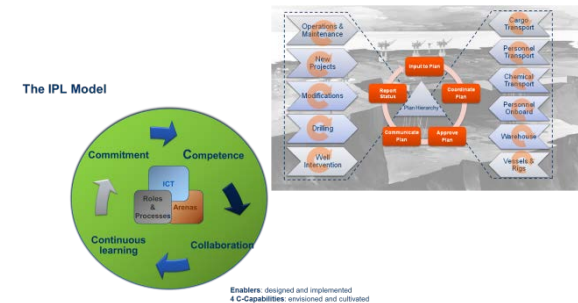 Operations &
Maintenance
New
Projects
Modifications
Drilling
Well
Intervention
Input to Plan
Report
Status
Coordinate
Plan
Plan Hierarchy
Communicate
Plan
Approve
Plan
Cargo
Transport
Personnel
Transport
Chemical
Transport
Personnel
Onboard
Warehouse
Vessels &
Rigs
The IPL Model
Commitment
Competence
ICT
Roles
&
Processes
Arenas
Continuous
learning
Collaboration
Enablers: designed and implemented
4 C-Capabilities: envisioned and cultivated